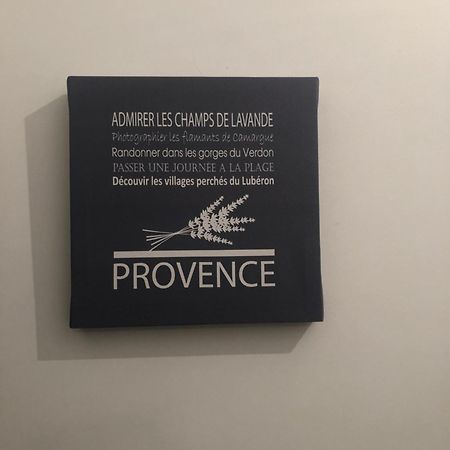 ADMIRER LES CHAMPS DE LAVANDE
Photographier les flamants de Camargue
Randonner dans les gorges du Verdon
PASSER UNE JOURNEE A LA PLAGE
Découvir les villages perchés du Lubéron
PROVENCE